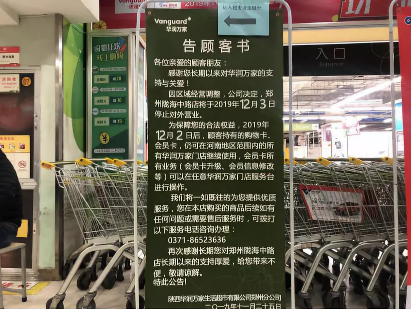 Vanguard
华润万家
告顾客书
各位亲爱的顾客朋友：
感谢您长期以来对华润万家的支
持与关爱！
因区域经营调整，公司决定，郑
州陇海中路店将于2019年12月3日
停止对外营业。
为保障您的合法权益，2019年
12月2日后，顾客持有的购物卡、
会员卡，仍可在河南地区范围内的所
有华润万家门店继续使用，会员卡所
有业务（会员卡升级、会员信息修改
等）可以在任意华润万家门店服务台
进行操作。
我们将一如既往的为您提供优质
服务，您在本店购买的商品后续如有
任何问题或需要售后服务时，可拨打
以下服务电话咨询办理：
0371-86523636
再次感谢长期您对郑州陇海中路
店长期以来的支持厚爱，给您带来不
便，敬请谅解。
特此公告！
陕西华润万家生活超市有限公司郑州分公司
二〇一九年十一月二十五日
入口
2019